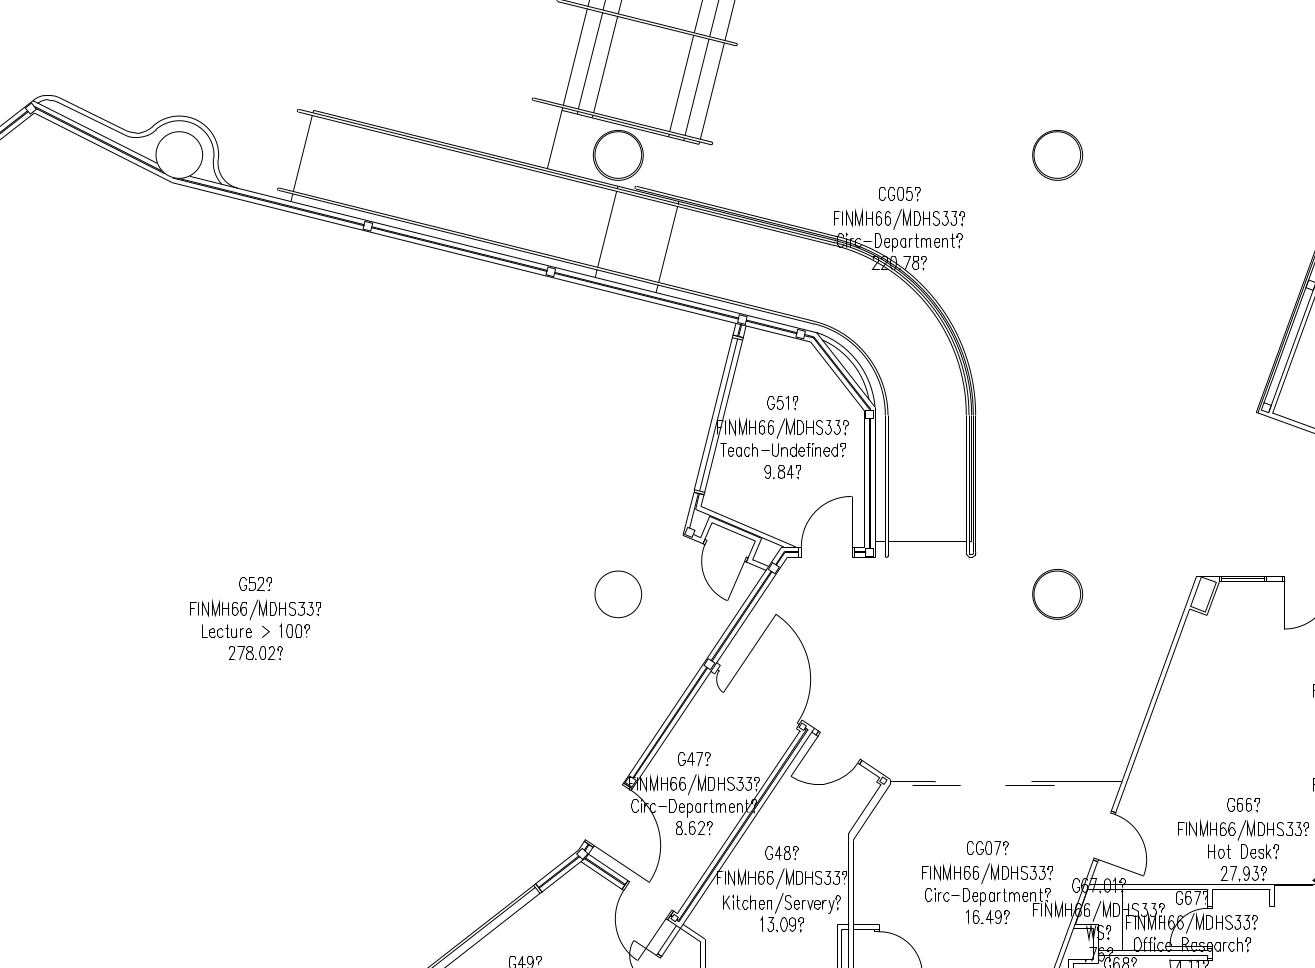 CG05?
FINMH66/MDHS33?
Circ-Department?
220.78?
G51?
FINMH66/MDHS33?
Teach-Undefined?
9.84?
G52?
FINMH66/MDHS33?
Lecture > 100?
278.02?
G47?
FINMH66/MDHS33?
Circ-Department?
8.62?
G48?
FINMH66/MDHS33?
Kitchen/Servery?
13.09?
CG07?
FINMH66/MDHS33?
Circ-Department?
16.49?
G66?
FINMH66/MDHS33?
Hot Desk?
27.93?
G67.01?
FINMH66/MDHS33?
WS?
G67?
FINMH66/MDHS33?
Office Research?
G68?
G49?